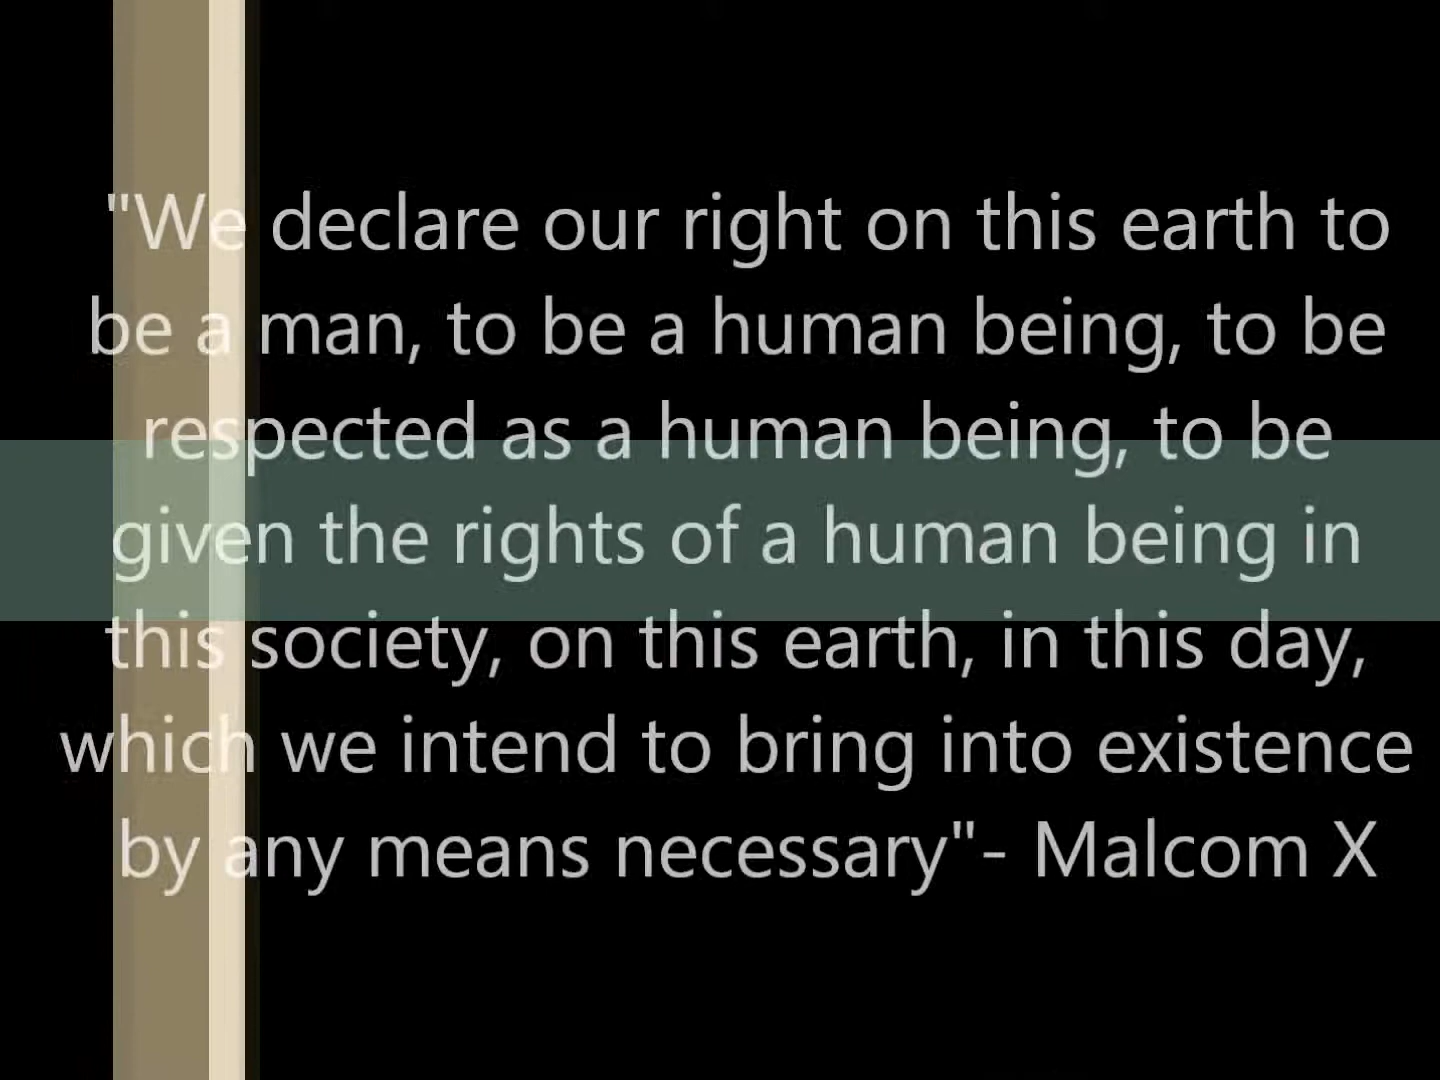 "We declare our right on this earth to
be a man, to be a human being, to be
respected as a human being, to be
given the rights of a human being in
this society, on this earth, in this day,
which we intend to bring into existence
by any means necessary"- Malcom X